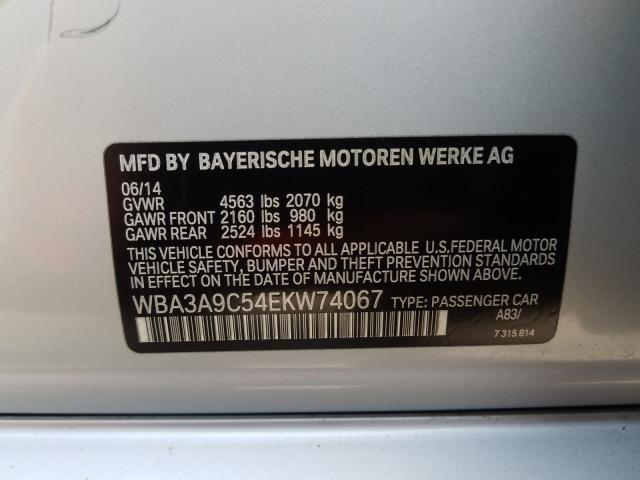 MFD BY BAYERISCHE MOTOREN WERKE AG
06/14
GVWR 4563 lbs 2070 kg
GAWR FRONT 2160 lbs 980 kg
GAWR REAR 2524 lbs 1145 kg
THIS VEHICLE CONFORMS TO ALL APPLICABLE U.S.FEDERAL MOTOR
VEHICLE SAFETY, BUMPER AND THEFT PREVENTION STANDARDS
IN EFFECT ON THE DATE OF MANUFACTURE SHOWN ABOVE.
WBA3A9C54EKW74067 TYPE: PASSENGER CAR
A83/
7 315 814